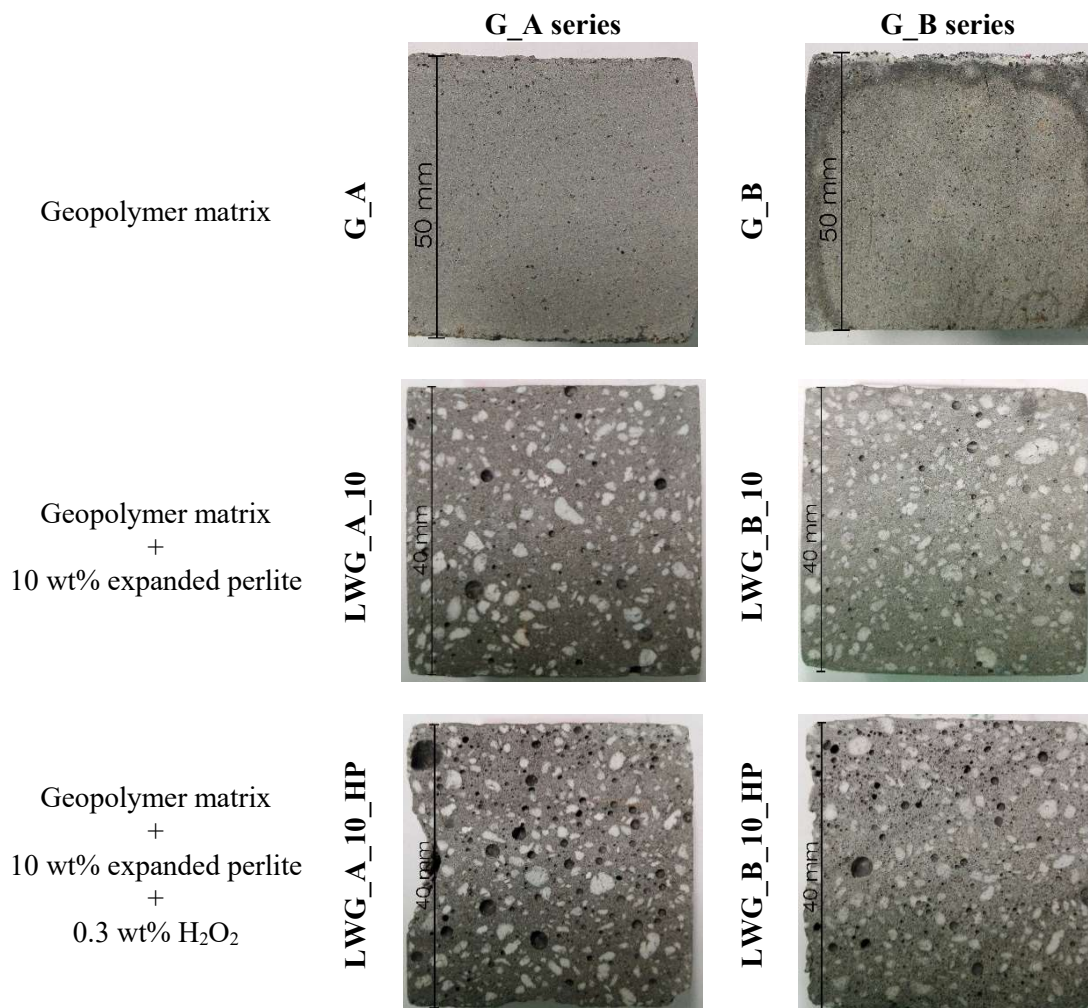 G_A series
G_B series
Geopolymer matrix
G_A
50 mm
G_B
50 mm
Geopolymer matrix
+
10 wt% expanded perlite
LWG_A_10
40 mm
LWG_B_10
40 mm
Geopolymer matrix
+
10 wt% expanded perlite
+
0.3 wt% H₂O₂
LWG_A_10_HP
40 mm
LWG_B_10_HP
40 mm